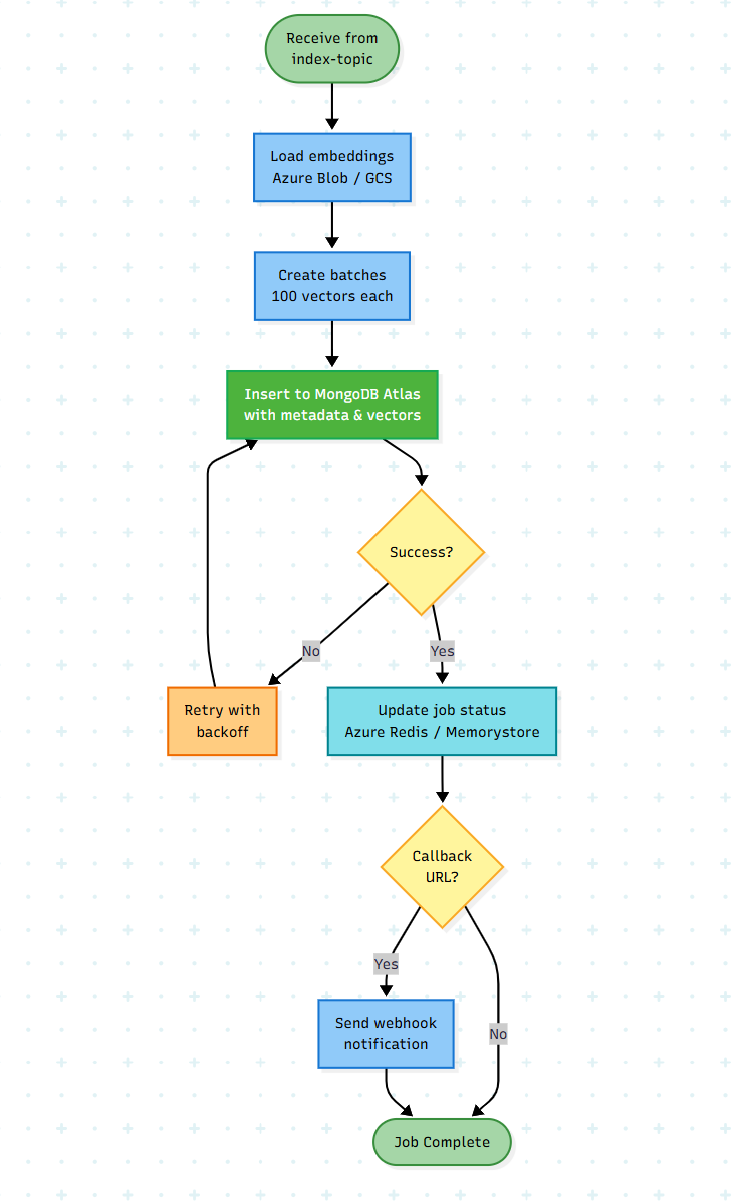 Receive from
index-topic
Load embeddings
Azure Blob / GCS
Create batches
100 vectors each
Insert to MongoDB Atlas
with metadata & vectors
Success?
No
Yes
Retry with
backoff
Update job status
Azure Redis / Memorystore
Callback
URL?
Yes
Send webhook
notification
No
Job Complete